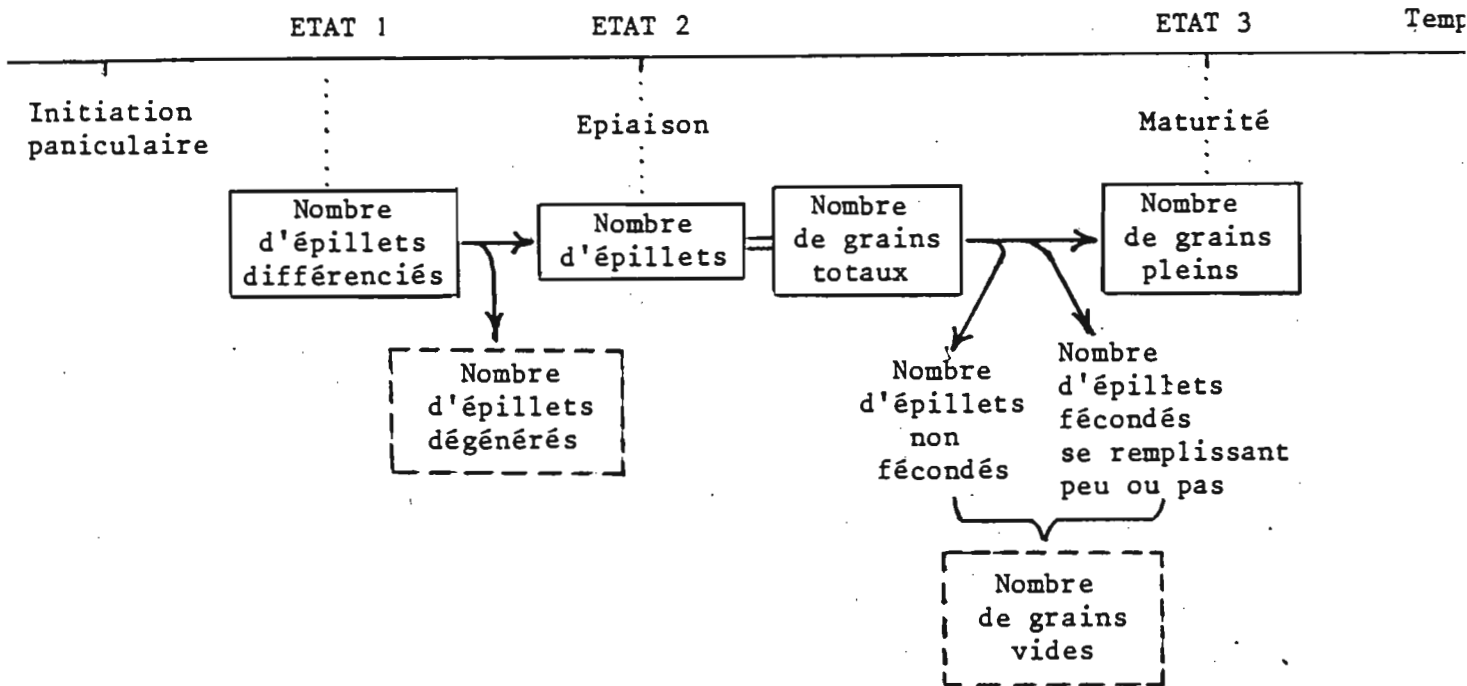 ETAT 1
ETAT 2
ETAT 3
Temp
Initiation
paniculaire
Epiaison
Maturité
Nombre
d'épillets
différenciés
Nombre
d'épillets
Nombre
de grains
totaux
Nombre
de grains
pleins
Nombre
d'épillets
dégénérés
Nombre
d'épillets
non
fécondés
Nombre
d'épillets
fécondés
se remplissant
peu ou pas
Nombre
de grains
vides